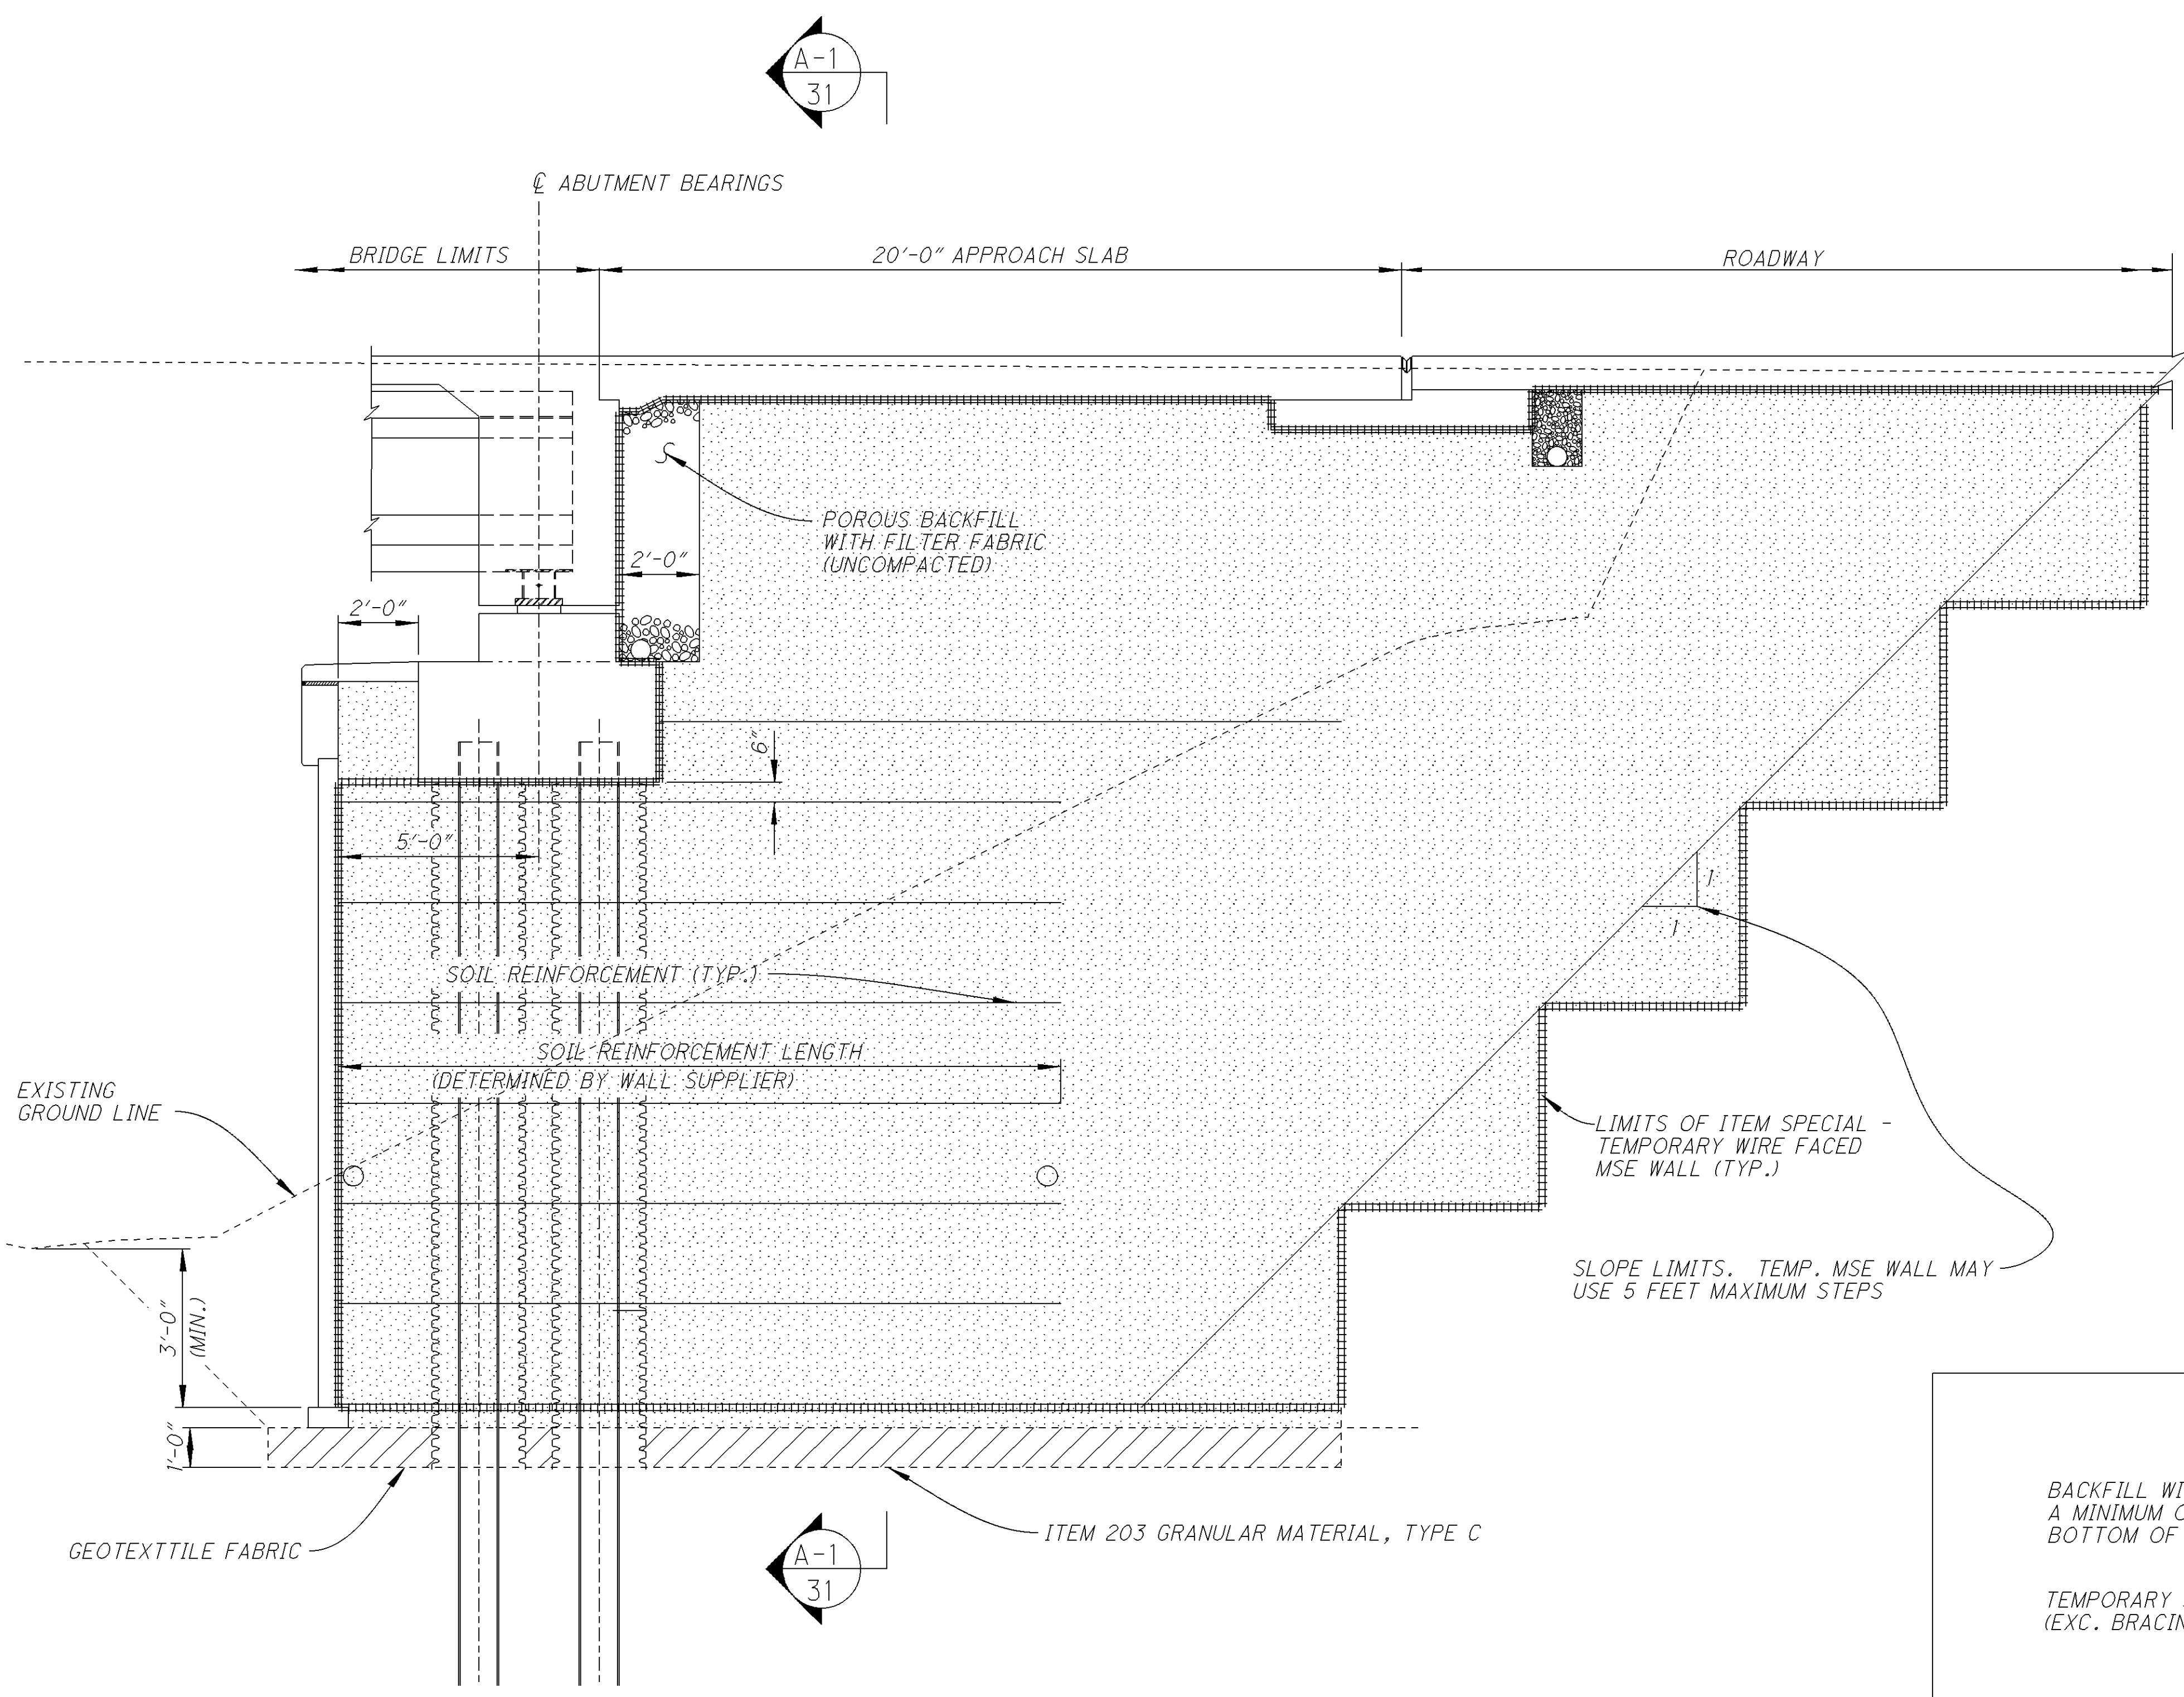 A-1
31
℄ ABUTMENT BEARINGS
BRIDGE LIMITS
20'-0" APPROACH SLAB
ROADWAY
POROUS BACKFILL
WITH FILTER FABRIC
(UNCOMPACTED)
2'-0"
2'-0"
6"
5'-0"
1
1
SOIL REINFORCEMENT (TYP.)
SOIL REINFORCEMENT LENGTH
(DETERMINED BY WALL SUPPLIER)
EXISTING
GROUND LINE
LIMITS OF ITEM SPECIAL -
TEMPORARY WIRE FACED
MSE WALL (TYP.)
SLOPE LIMITS. TEMP. MSE WALL MAY
USE 5 FEET MAXIMUM STEPS
3'-0"
(MIN.)
1'-0"
GEOTEXTTILE FABRIC
ITEM 203 GRANULAR MATERIAL, TYPE C
A-1
31
BACKFILL WI
A MINIMUM
BOTTOM OF
TEMPORARY
(EXC. BRACIN